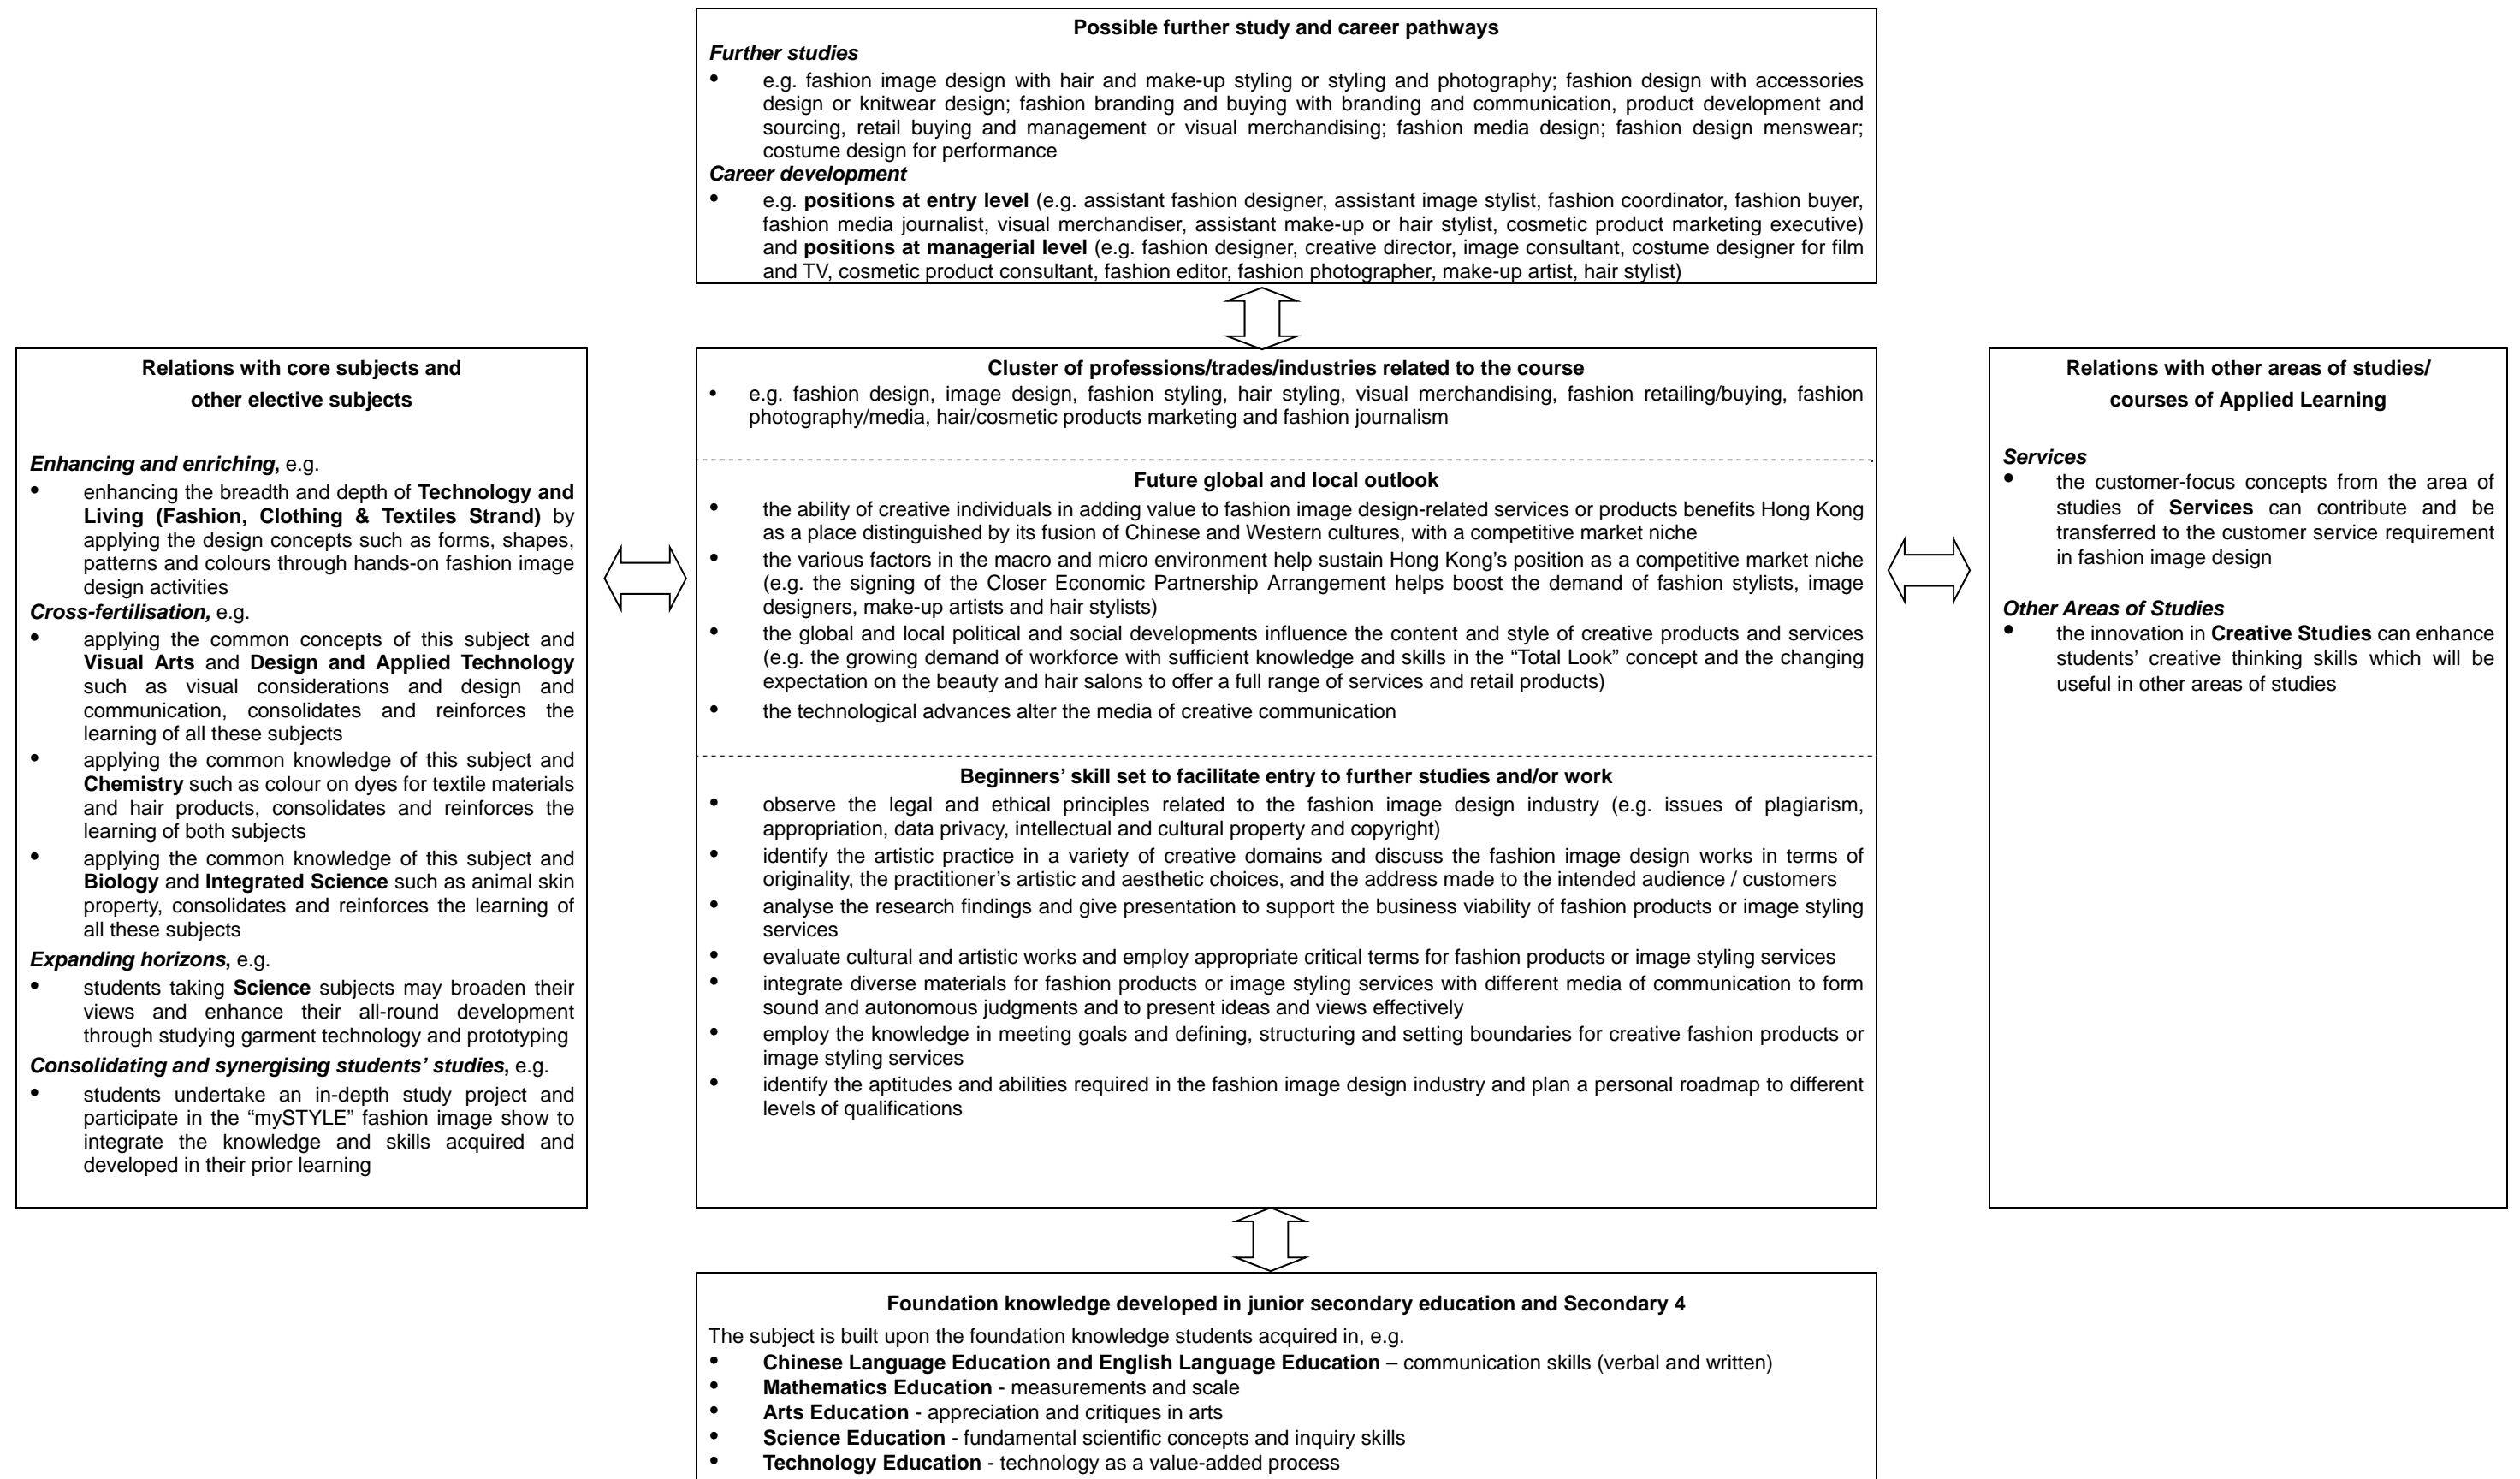 Possible further study and career pathways
Further studies
• e.g. fashion image design with hair and make-up styling or styling and photography; fashion design with accessories
design or knitwear design; fashion branding and buying with branding and communication, product development and
sourcing, retail buying and management or visual merchandising; fashion media design; fashion design menswear;
costume design for performance
Career development
• e.g. positions at entry level (e.g. assistant fashion designer, assistant image stylist, fashion coordinator, fashion buyer,
fashion media journalist, visual merchandiser, assistant make-up or hair stylist, cosmetic product marketing executive)
and positions at managerial level (e.g. fashion designer, creative director, image consultant, costume designer for film
and TV, cosmetic product consultant, fashion editor, fashion photographer, make-up artist, hair stylist)
Relations with core subjects and
other elective subjects
Enhancing and enriching, e.g.
• enhancing the breadth and depth of Technology and
Living (Fashion, Clothing & Textiles Strand) by
applying the design concepts such as forms, shapes,
patterns and colours through hands-on fashion image
design activities
Cross-fertilisation, e.g.
• applying the common concepts of this subject and
Visual Arts and Design and Applied Technology
such as visual considerations and design and
communication, consolidates and reinforces the
learning of all these subjects
• applying the common knowledge of this subject and
Chemistry such as colour on dyes for textile materials
and hair products, consolidates and reinforces the
learning of both subjects
• applying the common knowledge of this subject and
Biology and Integrated Science such as animal skin
property, consolidates and reinforces the learning of
all these subjects
Expanding horizons, e.g.
• students taking Science subjects may broaden their
views and enhance their all-round development
through studying garment technology and prototyping
Consolidating and synergising students’ studies, e.g.
• students undertake an in-depth study project and
participate in the “mySTYLE” fashion image show to
integrate the knowledge and skills acquired and
developed in their prior learning
Cluster of professions/trades/industries related to the course
• e.g. fashion design, image design, fashion styling, hair styling, visual merchandising, fashion retailing/buying, fashion
photography/media, hair/cosmetic products marketing and fashion journalism
Future global and local outlook
• the ability of creative individuals in adding value to fashion image design-related services or products benefits Hong Kong
as a place distinguished by its fusion of Chinese and Western cultures, with a competitive market niche
• the various factors in the macro and micro environment help sustain Hong Kong’s position as a competitive market niche
(e.g. the signing of the Closer Economic Partnership Arrangement helps boost the demand of fashion stylists, image
designers, make-up artists and hair stylists)
• the global and local political and social developments influence the content and style of creative products and services
(e.g. the growing demand of workforce with sufficient knowledge and skills in the “Total Look” concept and the changing
expectation on the beauty and hair salons to offer a full range of services and retail products)
• the technological advances alter the media of creative communication
Beginners’ skill set to facilitate entry to further studies and/or work
• observe the legal and ethical principles related to the fashion image design industry (e.g. issues of plagiarism,
appropriation, data privacy, intellectual and cultural property and copyright)
• identify the artistic practice in a variety of creative domains and discuss the fashion image design works in terms of
originality, the practitioner’s artistic and aesthetic choices, and the address made to the intended audience / customers
• analyse the research findings and give presentation to support the business viability of fashion products or image styling
services
• evaluate cultural and artistic works and employ appropriate critical terms for fashion products or image styling services
• integrate diverse materials for fashion products or image styling services with different media of communication to form
sound and autonomous judgments and to present ideas and views effectively
• employ the knowledge in meeting goals and defining, structuring and setting boundaries for creative fashion products or
image styling services
• identify the aptitudes and abilities required in the fashion image design industry and plan a personal roadmap to different
levels of qualifications
Relations with other areas of studies/
courses of Applied Learning
Services
• the customer-focus concepts from the area of
studies of Services can contribute and be
transferred to the customer service requirement
in fashion image design
Other Areas of Studies
• the innovation in Creative Studies can enhance
students’ creative thinking skills which will be
useful in other areas of studies
Foundation knowledge developed in junior secondary education and Secondary 4
The subject is built upon the foundation knowledge students acquired in, e.g.
• Chinese Language Education and English Language Education – communication skills (verbal and written)
• Mathematics Education - measurements and scale
• Arts Education - appreciation and critiques in arts
• Science Education - fundamental scientific concepts and inquiry skills
• Technology Education - technology as a value-added process